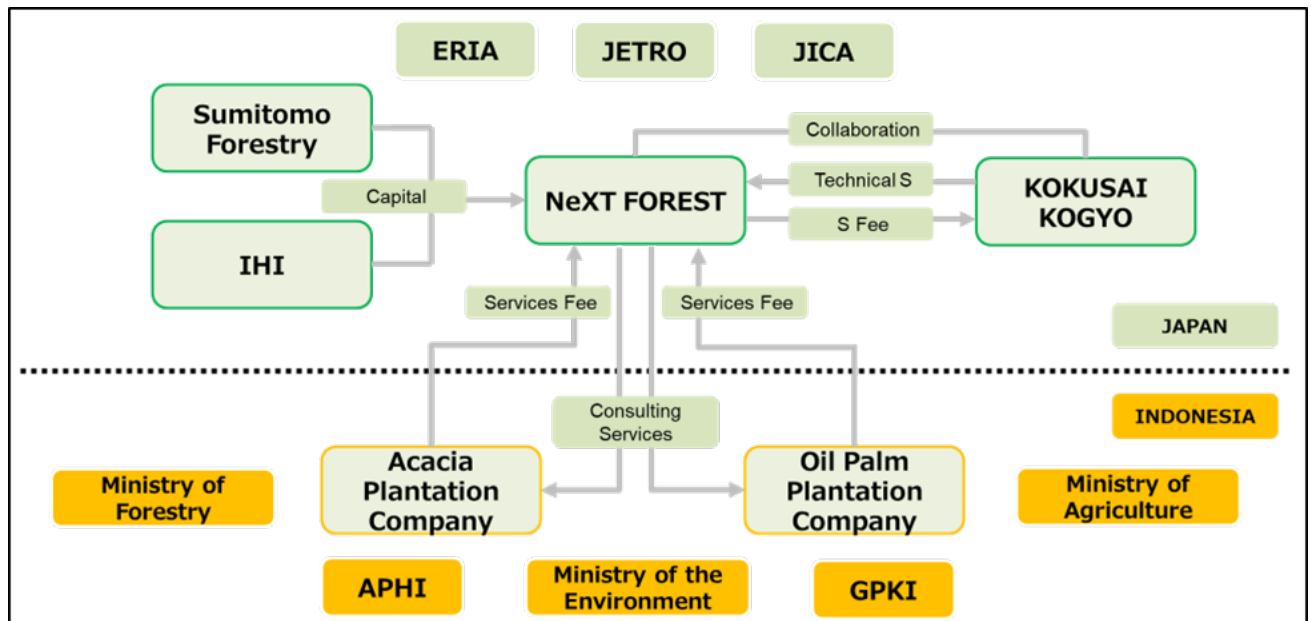 ERIA
JETRO
JICA
Sumitomo
Forestry
Collaboration
Capital
NeXT FOREST
Technical S
KOKUSAI
KOGYO
S Fee
IHI
Services Fee
Services Fee
JAPAN
INDONESIA
Consulting
Services
Ministry of
Forestry
Acacia
Plantation
Company
Oil Palm
Plantation
Company
Ministry of
Agriculture
APHI
Ministry of the
Environment
GPKI